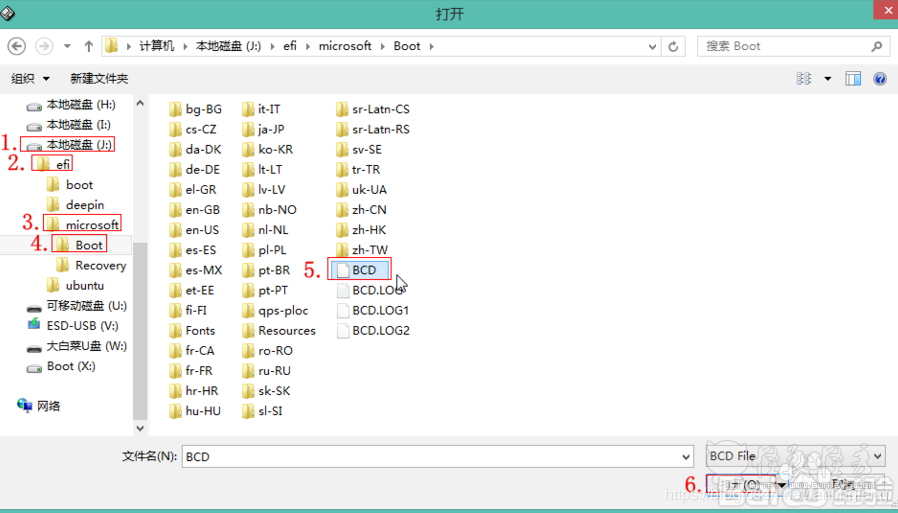 打开
计算机 ▸ 本地磁盘 (J:) ▸ efi ▸ microsoft ▸ Boot ▸
搜索 Boot
组织 ▼ 新建文件夹
本地磁盘 (H:)
本地磁盘 (I:)
1. 本地磁盘 (J:)
2. efi
boot
deepin
3. microsoft
4. Boot
Recovery
ubuntu
可移动磁盘 (U:)
ESD-USB (V:)
大白菜U盘 (W:)
Boot (X:)
网络
bg-BG
cs-CZ
da-DK
de-DE
el-GR
en-GB
en-US
es-ES
es-MX
et-EE
fi-FI
Fonts
fr-CA
fr-FR
hr-HR
hu-HU
it-IT
ja-JP
ko-KR
lt-LT
lv-LV
nb-NO
nl-NL
pl-PL
pt-BR
pt-PT
qps-ploc
Resources
ro-RO
ru-RU
sk-SK
sl-SI
sr-Latn-CS
sr-Latn-RS
sv-SE
tr-TR
uk-UA
zh-CN
zh-HK
zh-TW
5. BCD
BCD.LOG
BCD.LOG1
BCD.LOG2
文件名(N): BCD
BCD File
6. (O)